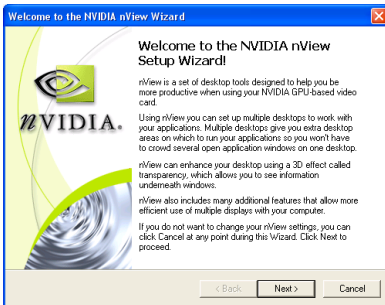 Welcome to the NVIDIA nView Wizard
Welcome to the NVIDIA nView
Setup Wizard!
nView is a set of desktop tools designed to help you be
more productive when using your NVIDIA GPU-based video
card.
Using nView you can set up multiple desktops to work with
your applications. Multiple desktops give you extra desktop
areas on which to run your applications so you won't have
to crowd several open application windows on one desktop.
nView can enhance your desktop using a 3D effect called
transparency, which allows you to see information
underneath windows.
nView also includes many additional features that allow more
efficient use of multiple displays with your computer.
If you do not want to change your nView settings, you can
click Cancel at any point during this Wizard. Click Next to
proceed.
nVIDIA.
< Back
Next >
Cancel